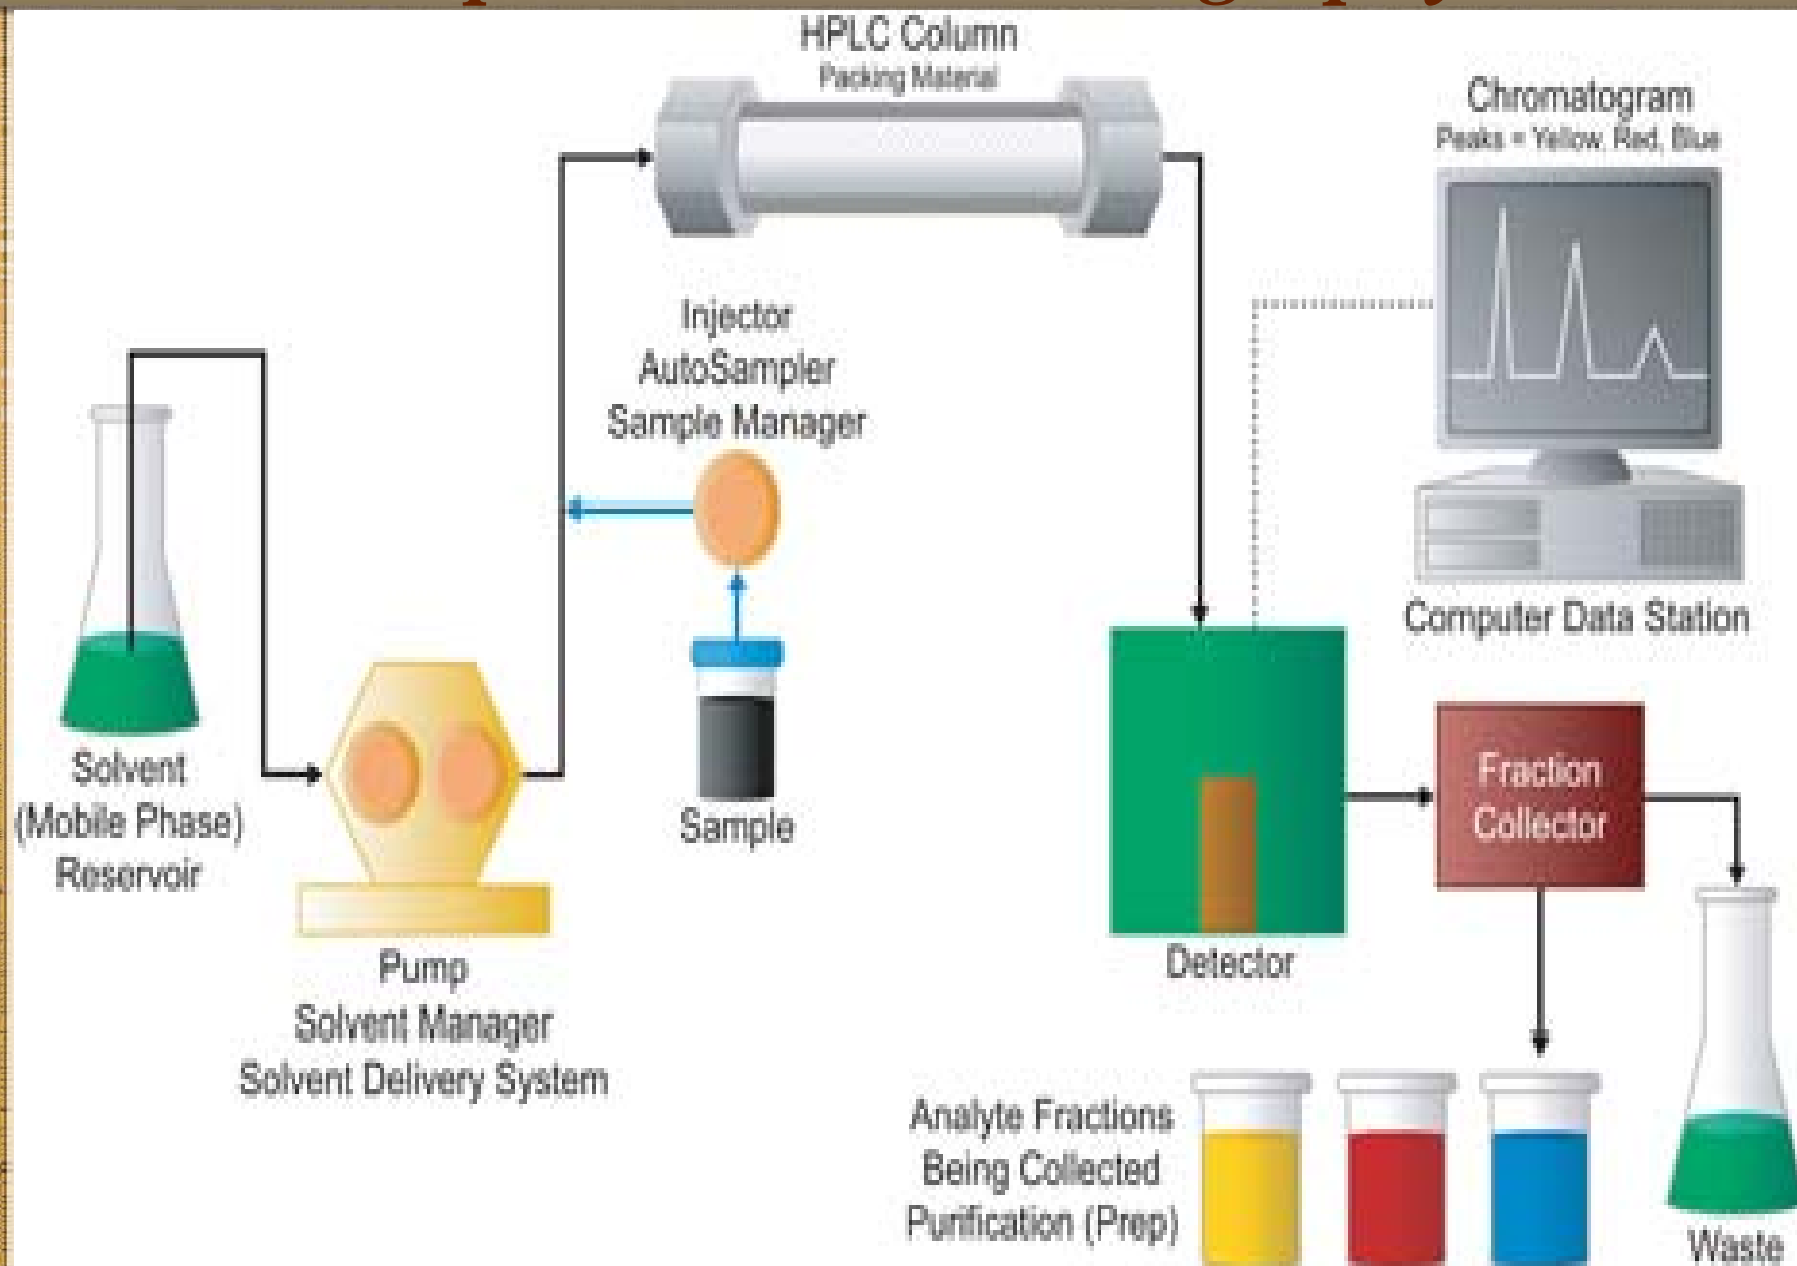 HPLC Column
Packing Material
Chromatogram
Peaks = Yellow, Red, Blue
Injector
AutoSampler
Sample Manager
Solvent
(Mobile Phase)
Reservoir
Sample
Computer Data Station
Fraction
Collector
Pump
Solvent Manager
Solvent Delivery System
Detector
Analyte Fractions
Being Collected
Purification (Prep)
Waste